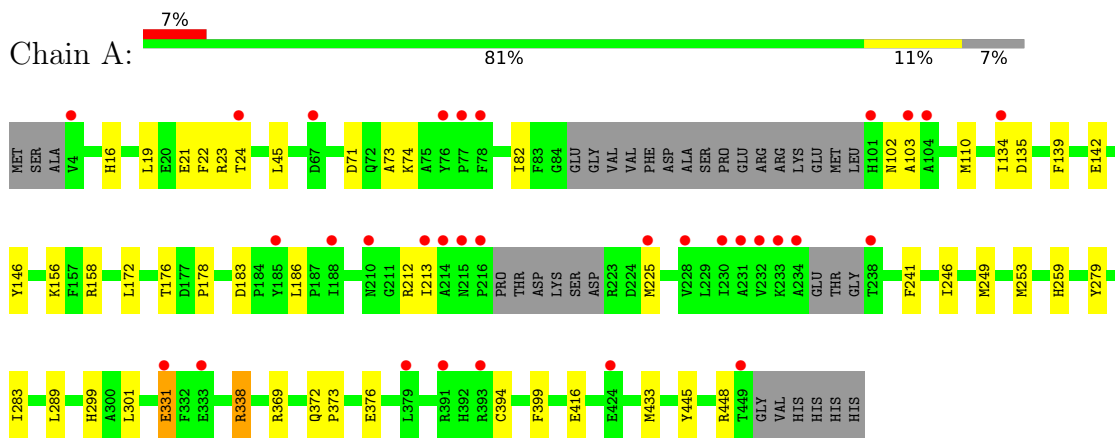 7%
Chain A:
81% 11% 7%
MET SER ALA V4 H16 L19 E20 E21 F22 R23 T24 L45 D67 D71 Q72 A73 K74 A75 Y76 P77 F78 I82 F83 G84 GLU GLY VAL VAL PHE ASP ALA SER PRO GLU ARG ARG LYS GLU MET LEU H101 N102 A103 A104 M110 I134 D135 F139 E142
Y146 K156 F157 R158 L172 T176 D177 P178 D183 P184 Y185 L186 P187 I188 N210 G211 R212 I213 A214 N215 P216 PRO THR ASP LYS SER ASP R223 D224 M225 V228 L229 I230 A231 V232 K233 A234 GLU THR GLY T238 F241 I246 M249 M253 H259 Y279
I283 L289 H299 A300 L301 E331 F332 E333 R338 R369 Q372 P373 E376 L379 R391 H392 R393 C394 F399 E416 E424 M433 Y445 R448 T449 GLY VAL HIS HIS HIS HIS